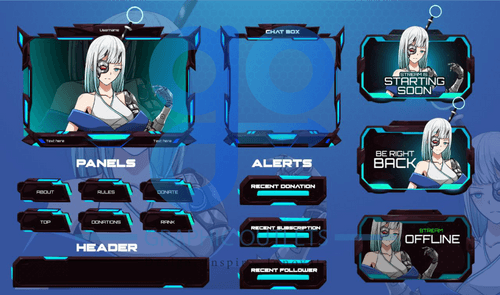 Username
CHAT BOX
STREAM IS
STARTING
SOON
Text here
Text here
BE RIGHT
BACK
PANELS
ALERTS
ABOUT
RULES
DONATE
RECENT DONATION
TOP
DONATIONS
RANK
RECENT SUBSCRIPTION
STREAM
OFFLINE
HEADER
RECENT FOLLOWER